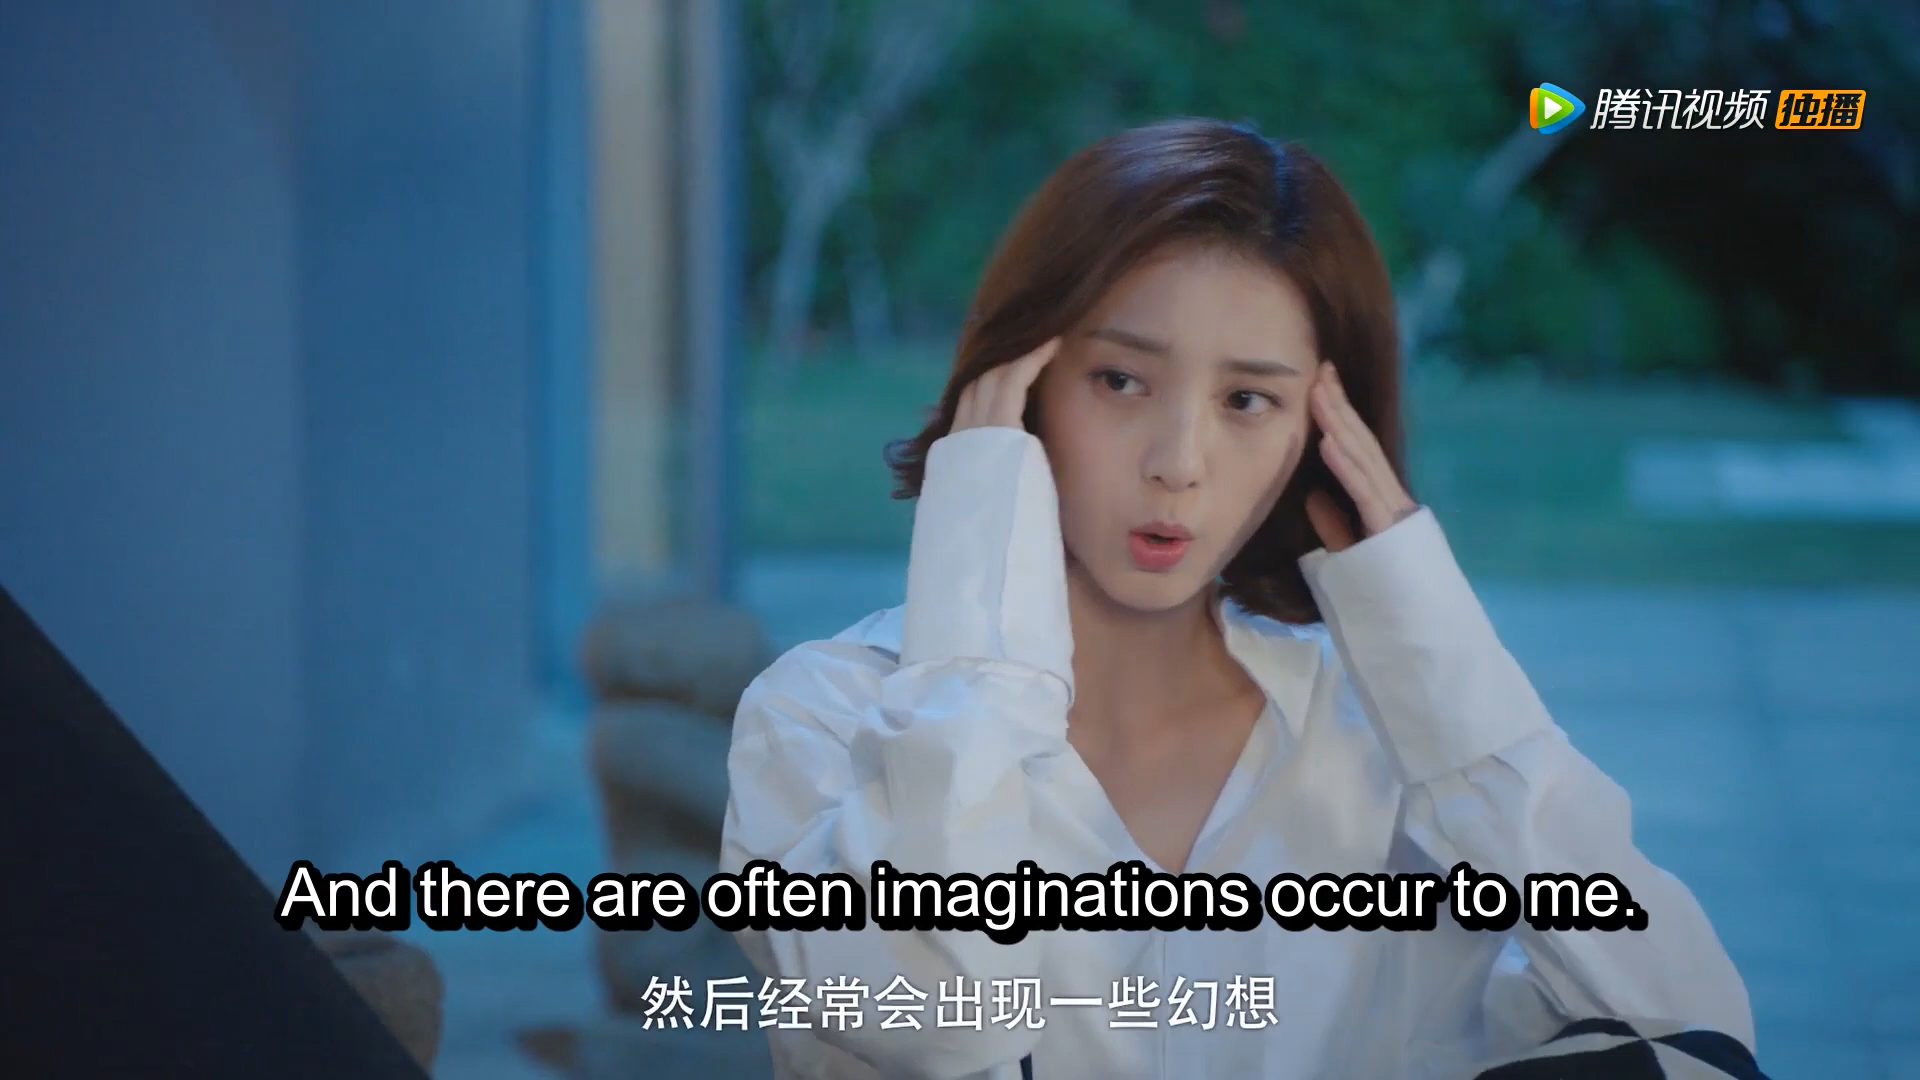 腾讯视频 独播
And there are often imaginations occur to me.
然后经常会出现一些幻想